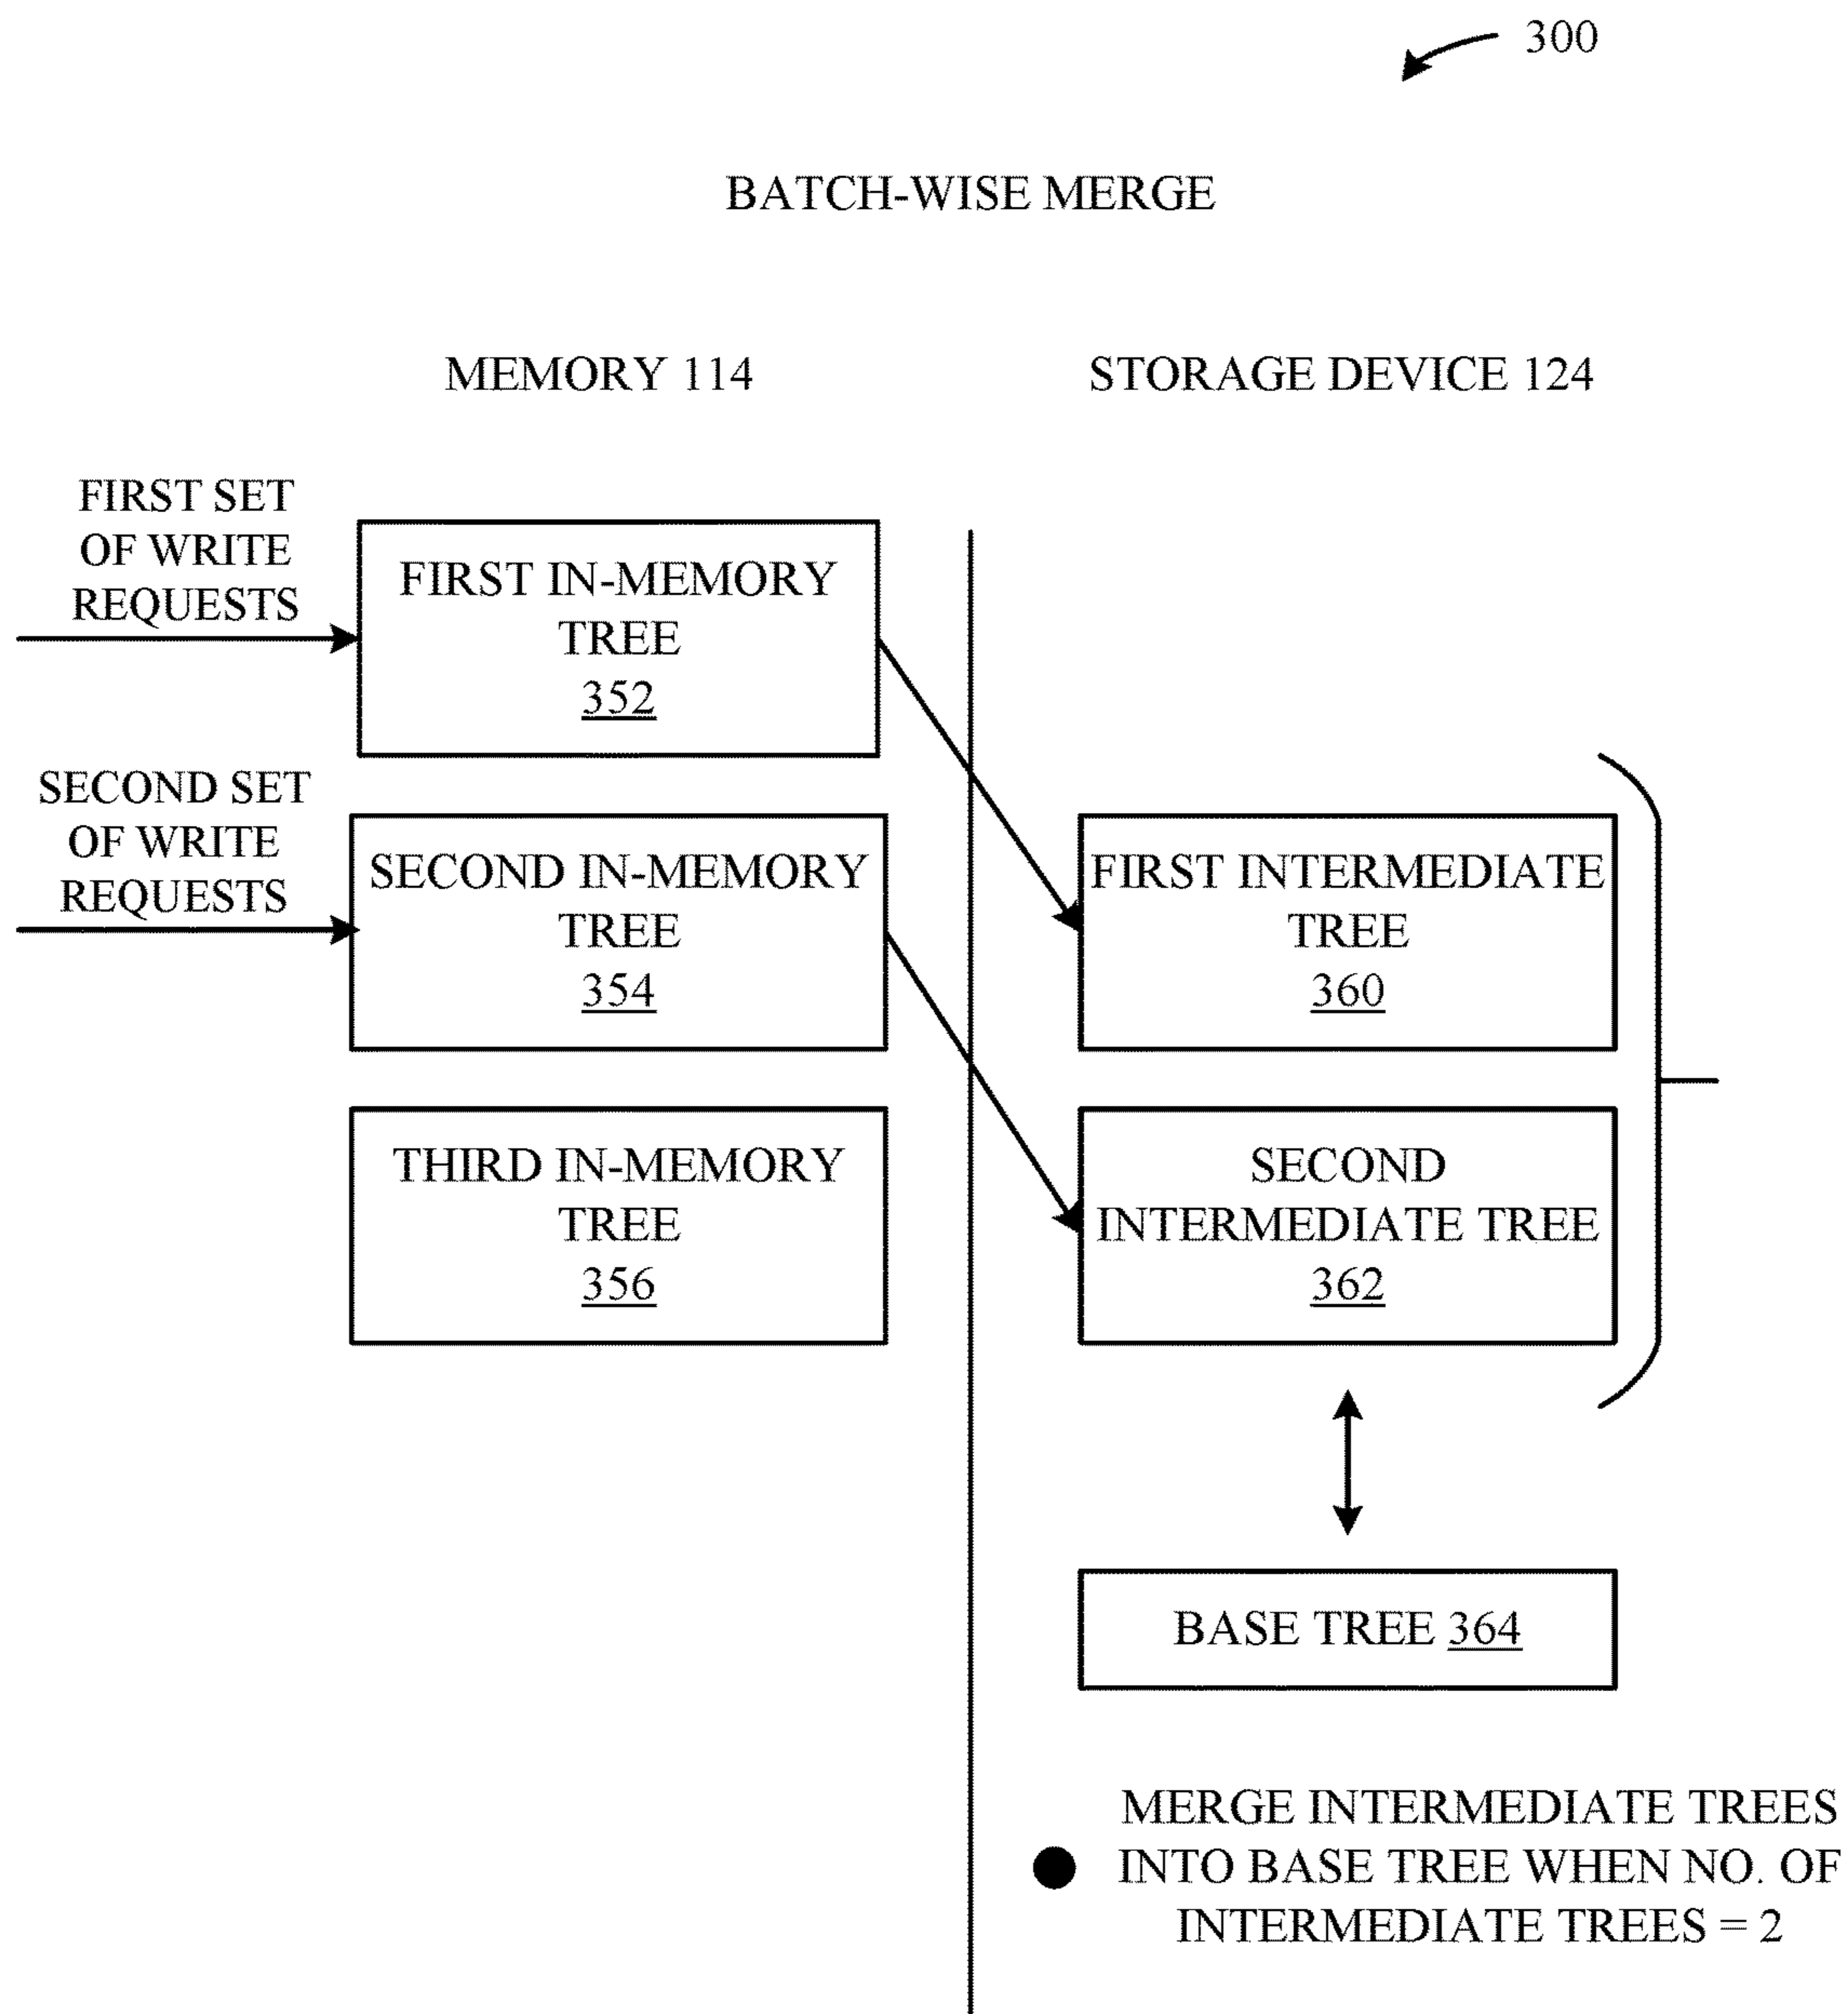 300
BATCH-WISE MERGE
MEMORY 114
STORAGE DEVICE 124
FIRST SET
OF WRITE
REQUESTS
FIRST IN-MEMORY
TREE
352
SECOND SET
OF WRITE
REQUESTS
SECOND IN-MEMORY
TREE
354
FIRST INTERMEDIATE
TREE
360
THIRD IN-MEMORY
TREE
356
SECOND
INTERMEDIATE TREE
362
BASE TREE 364
MERGE INTERMEDIATE TREES
INTO BASE TREE WHEN NO. OF
INTERMEDIATE TREES = 2